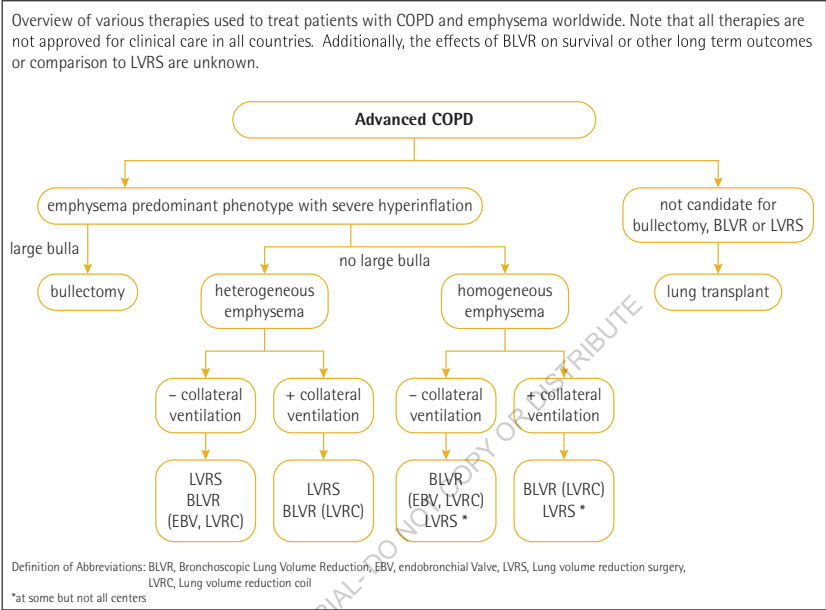 Overview of various therapies used to treat patients with COPD and emphysema worldwide. Note that all therapies are
not approved for clinical care in all countries.  Additionally, the effects of BLVR on survival or other long term outcomes
or comparison to LVRS are unknown.
Advanced COPD
emphysema predominant phenotype with severe hyperinflation
not candidate for
bullectomy, BLVR or LVRS
large bulla
no large bulla
bullectomy
heterogeneous
emphysema
homogeneous
emphysema
lung transplant
– collateral
ventilation
+ collateral
ventilation
– collateral
ventilation
+ collateral
ventilation
LVRS
BLVR
(EBV, LVRC)
LVRS
BLVR (LVRC)
BLVR
(EBV, LVRC)
LVRS *
BLVR (LVRC)
LVRS *
Definition of Abbreviations: BLVR, Bronchoscopic Lung Volume Reduction, EBV, endobronchial Valve, LVRS, Lung volume reduction surgery,
LVRC, Lung volume reduction coil
*at some but not all centers
DO NOT COPY OR DISTRIBUTE